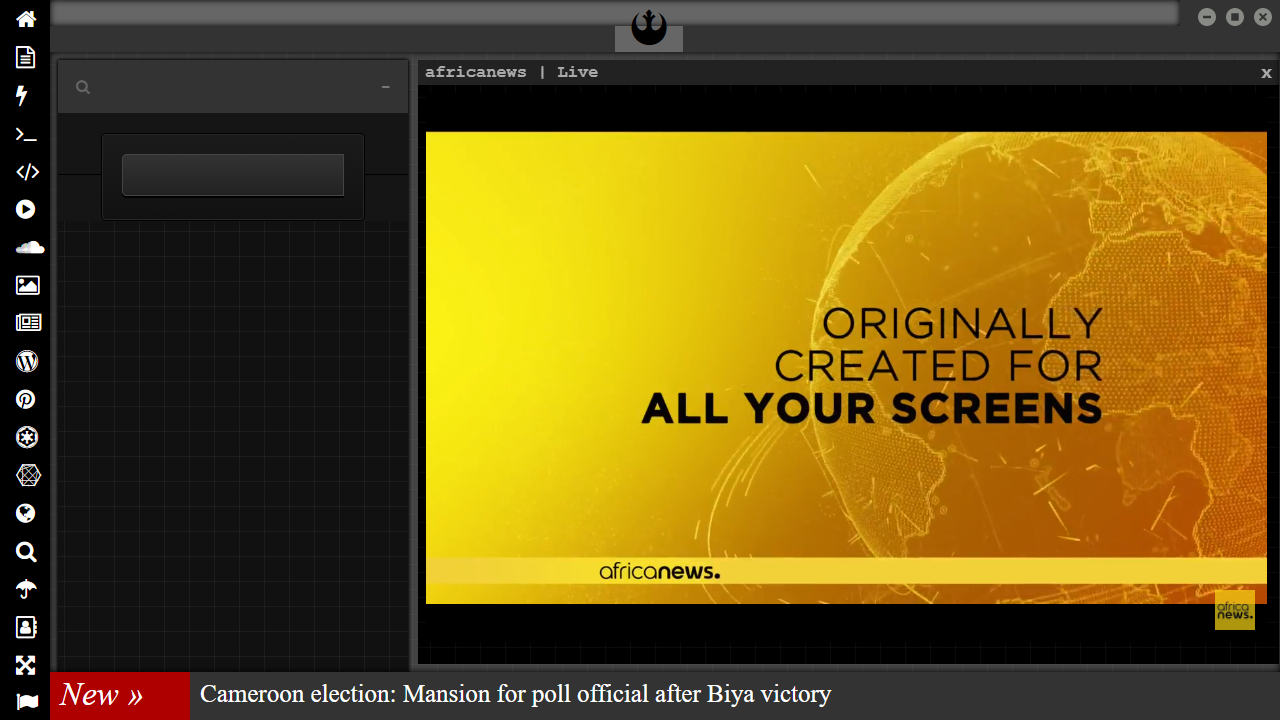 africanews | Live
x
ORIGINALLY
CREATED FOR
ALL YOUR SCREENS
africanews.
africa
news.
New » Cameroon election: Mansion for poll official after Biya victory